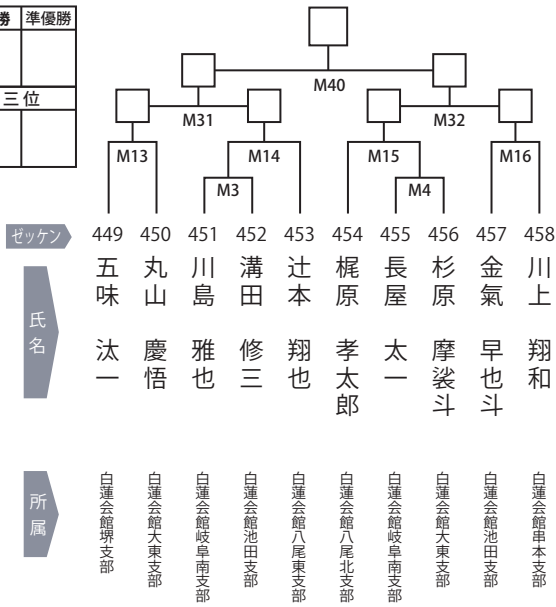 勝 準優勝
三位
M40
M31 M32
M13 M14 M15 M16
M3 M4
ゼッケン 449 450 451 452 453 454 455 456 457 458
氏名
五味 汰一
丸山 慶悟
川島 雅也
溝田 修三
辻本 翔也
梶原 孝太郎
長屋 太一
杉原 摩裟斗
金氣 早也斗
川上 翔和
所属
白蓮会館堺支部
白蓮会館大東支部
白蓮会館岐阜南支部
白蓮会館池田支部
白蓮会館八尾東支部
白蓮会館八尾北支部
白蓮会館岐阜南支部
白蓮会館大東支部
白蓮会館池田支部
白蓮会館串本支部